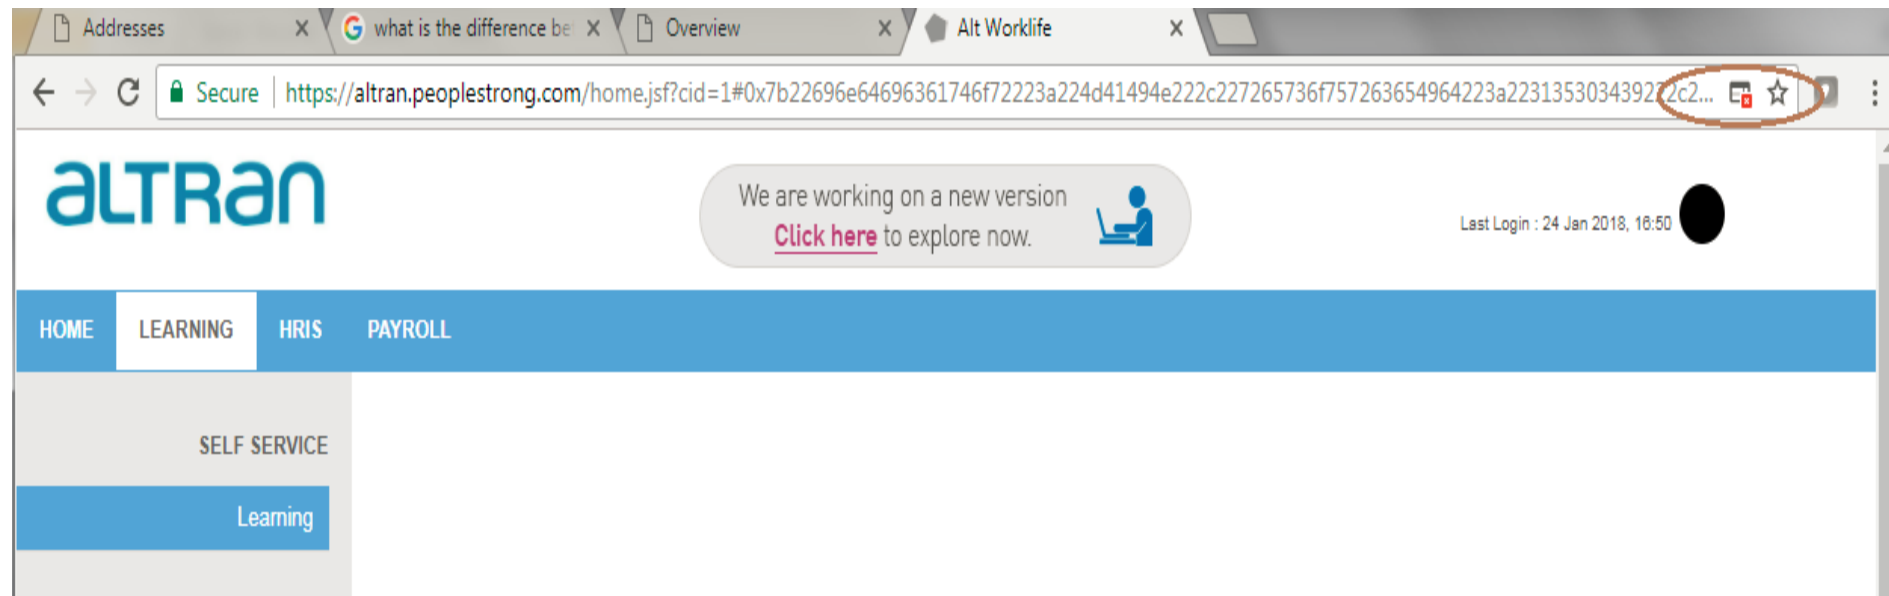 Addresses
what is the difference be
Overview
Alt Worklife
Secure
https://altran.peoplestrong.com/home.jsf?cid=1#0x7b22696e64696361746f72223a224d41494e222c227265736f757263654964223a22313530343932222c2...
aLTRan
We are working on a new version
Click here to explore now.
Last Login : 24 Jan 2018, 16:50
HOME LEARNING HRIS PAYROLL
SELF SERVICE
Learning